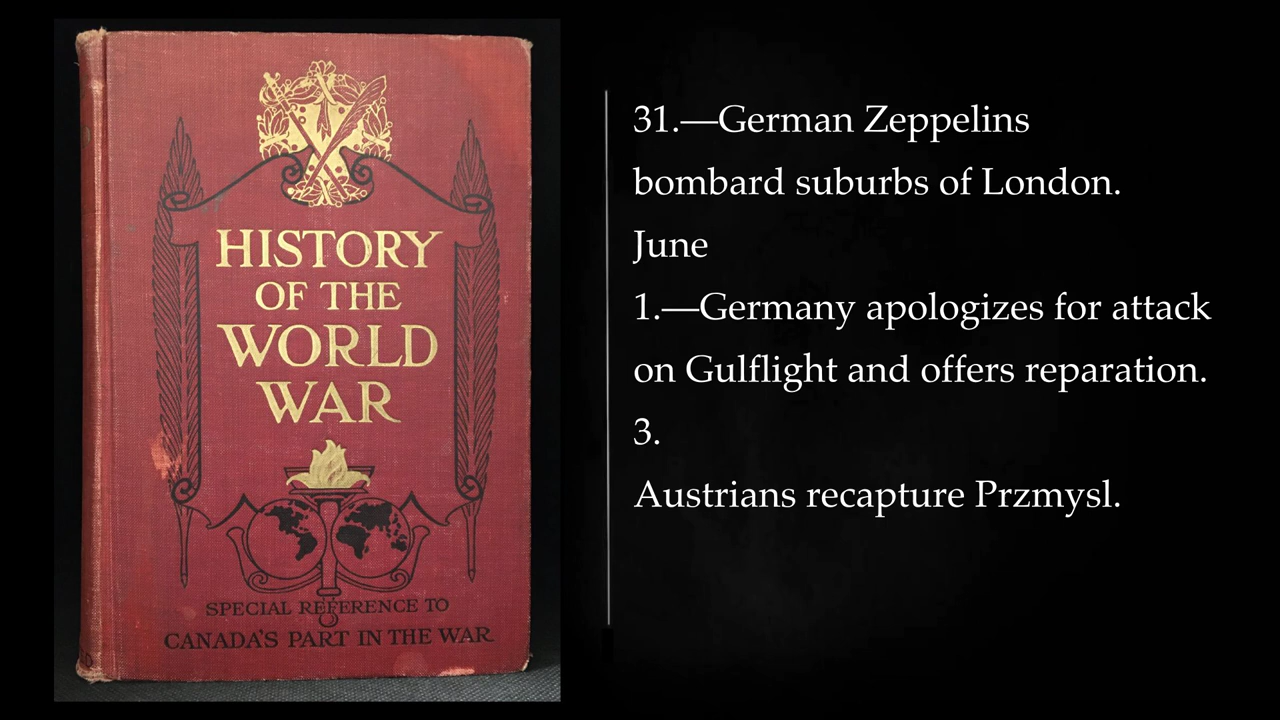 HISTORY
OF THE
WORLD
WAR
SPECIAL REFERENCE TO
CANADA'S PART IN THE WAR
31.—German Zeppelins
bombard suburbs of London.
June
1.—Germany apologizes for attack
on Gulflight and offers reparation.
3.
Austrians recapture Przmysl.